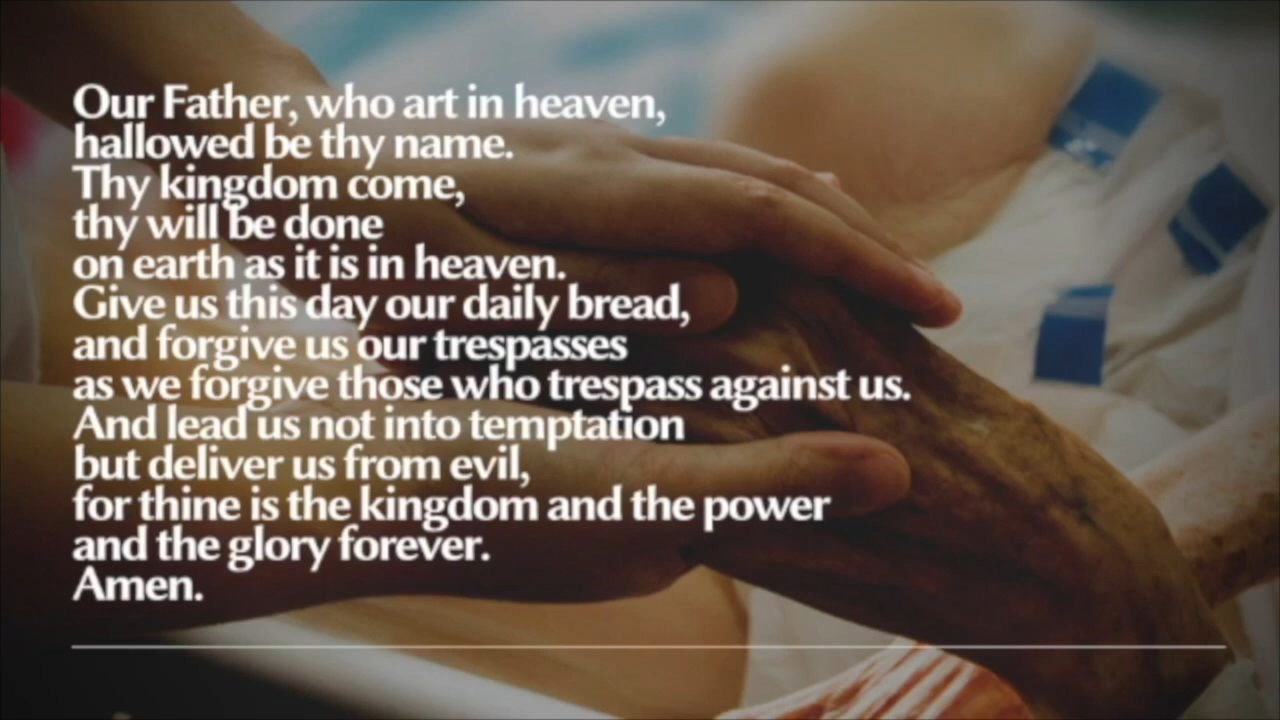 Our Father, who art in heaven,
hallowed be thy name.
Thy kingdom come,
thy will be done
on earth as it is in heaven.
Give us this day our daily bread,
and forgive us our trespasses
as we forgive those who trespass against us.
And lead us not into temptation
but deliver us from evil,
for thine is the kingdom and the power
and the glory forever.
Amen.